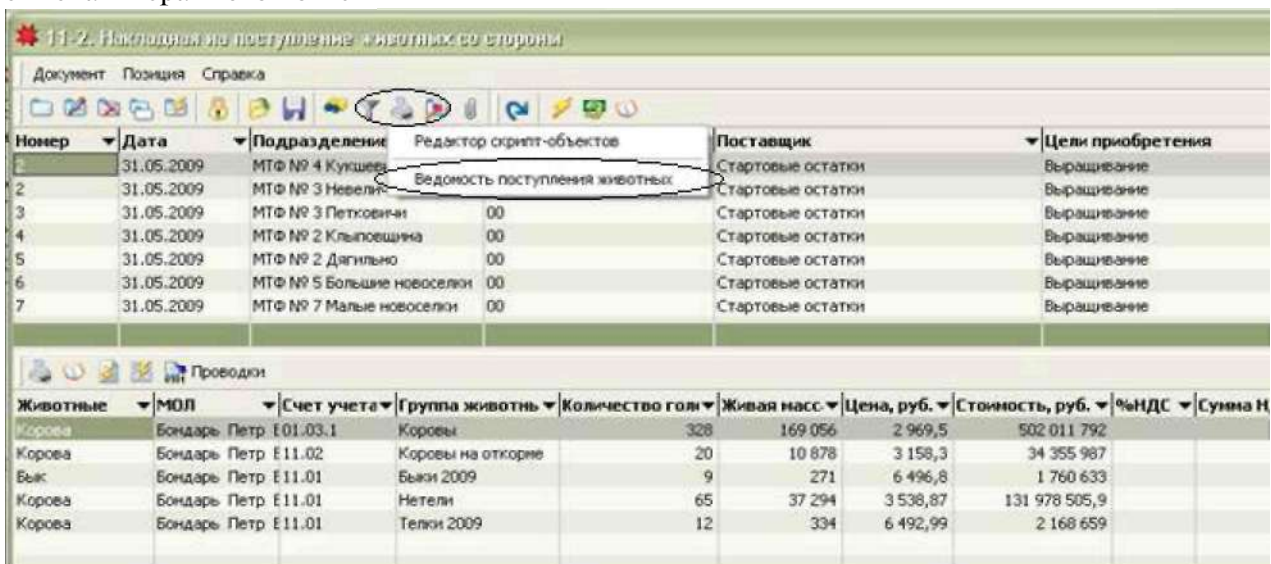 11-2. Накладная на поступление животных со стороны
Документ Позиция Справка
Номер Дата Подразделение Редактор скрипт-объектов Поставщик Цели приобретения
31.05.2009 МТФ № 4 Кукшев Стартовые остатки Выращивание
Ведомость поступления животных
2 31.05.2009 МТФ № 3 Невели Стартовые остатки Выращивание
3 31.05.2009 МТФ № 3 Петковичи 00 Стартовые остатки Выращивание
4 31.05.2009 МТФ № 2 Клыповщина 00 Стартовые остатки Выращивание
5 31.05.2009 МТФ № 2 Дягильно 00 Стартовые остатки Выращивание
6 31.05.2009 МТФ № 5 Большие новоселки 00 Стартовые остатки Выращивание
7 31.05.2009 МТФ № 7 Малые новоселки 00 Стартовые остатки Выращивание
Проводки
Животные МОЛ Счет учета Группа животнь Количество голи Живая масс Цена, руб. Стоимость, руб. %НДС Сумма Н
Корова Бондарь Петр Е 01.03.1 Коровы 328 169 056 2 969,5 502 011 792
Корова Бондарь Петр Е 11.02 Коровы на откорме 20 10 878 3 158,3 34 355 987
Бык Бондарь Петр Е 11.01 Быки 2009 9 271 6 496,8 1 760 633
Корова Бондарь Петр Е 11.01 Нетели 65 37 294 3 538,87 131 978 505,9
Корова Бондарь Петр Е 11.01 Телки 2009 12 334 6 492,99 2 168 659